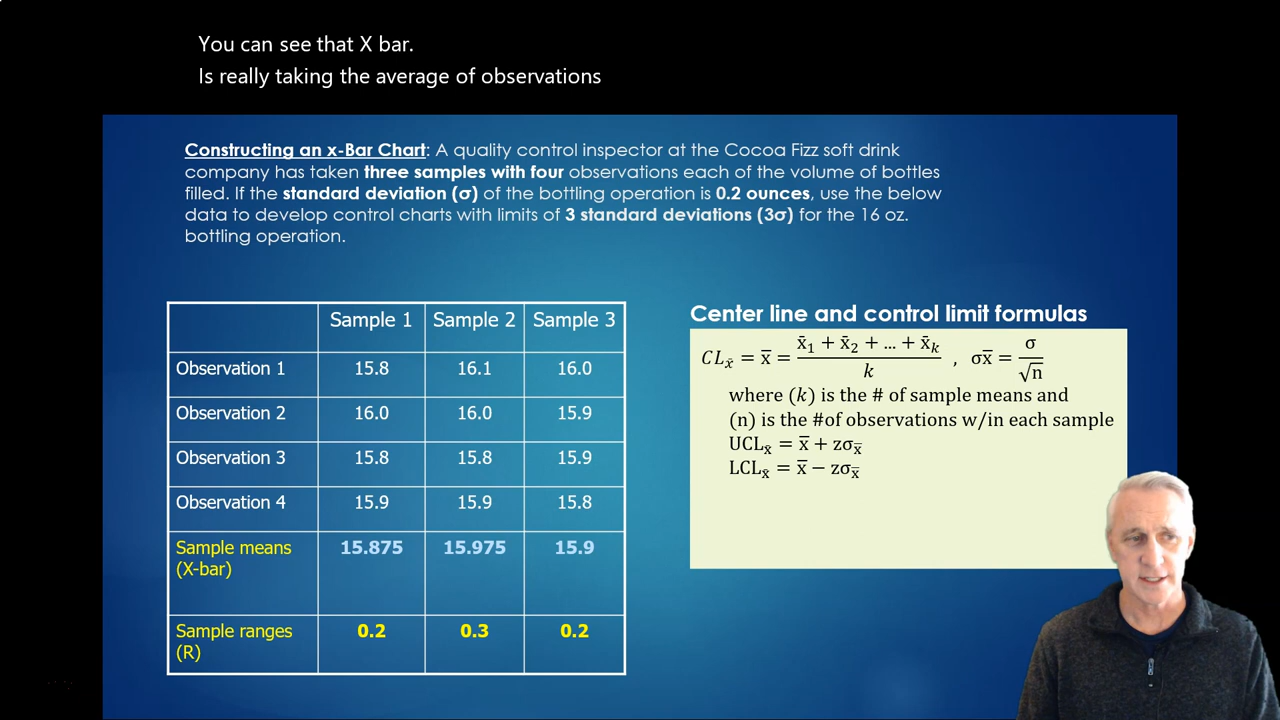 You can see that X bar.
Is really taking the average of observations
Constructing an x-Bar Chart: A quality control inspector at the Cocoa Fizz soft drink
company has taken three samples with four observations each of the volume of bottles
filled. If the standard deviation (σ) of the bottling operation is 0.2 ounces, use the below
data to develop control charts with limits of 3 standard deviations (3σ) for the 16 oz.
bottling operation.
Sample 1 Sample 2 Sample 3
Observation 1 15.8 16.1 16.0
Observation 2 16.0 16.0 15.9
Observation 3 15.8 15.8 15.9
Observation 4 15.9 15.9 15.8
Sample means 15.875 15.975 15.9
(X-bar)
Sample ranges 0.2 0.3 0.2
(R)
Center line and control limit formulas
CL_x̄ = x̿ = (x̄₁ + x̄₂ + ... + x̄ₖ) / k , σx̅ = σ / √n
where (k) is the # of sample means and
(n) is the #of observations w/in each sample
UCL_x̄ = x̿ + zσ_x̄
LCL_x̄ = x̿ − zσ_x̄